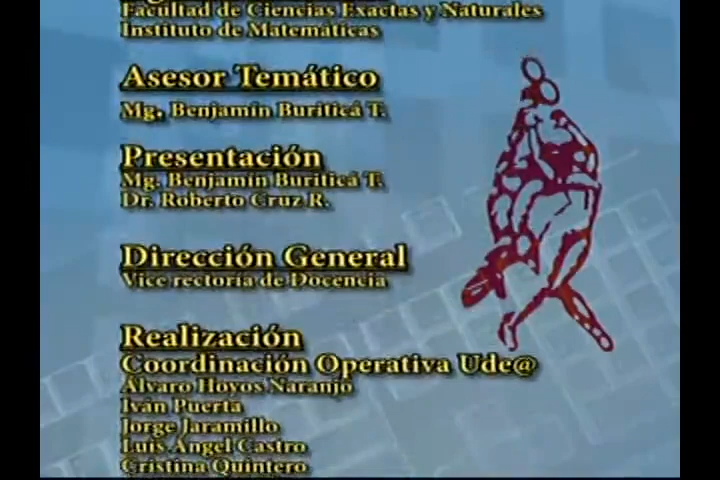 Facultad de Ciencias Exactas y Naturales
Instituto de Matemáticas
Asesor Temático
Mg. Benjamín Buriticá T.
Presentación
Mg. Benjamín Buriticá T.
Dr. Roberto Cruz R.
Dirección General
Vice rectoría de Docencia
Realización
Coordinación Operativa Ude@
Álvaro Hoyos Naranjo
Iván Puerta
Jorge Jaramillo
Luis Ángel Castro
Cristina Quintero